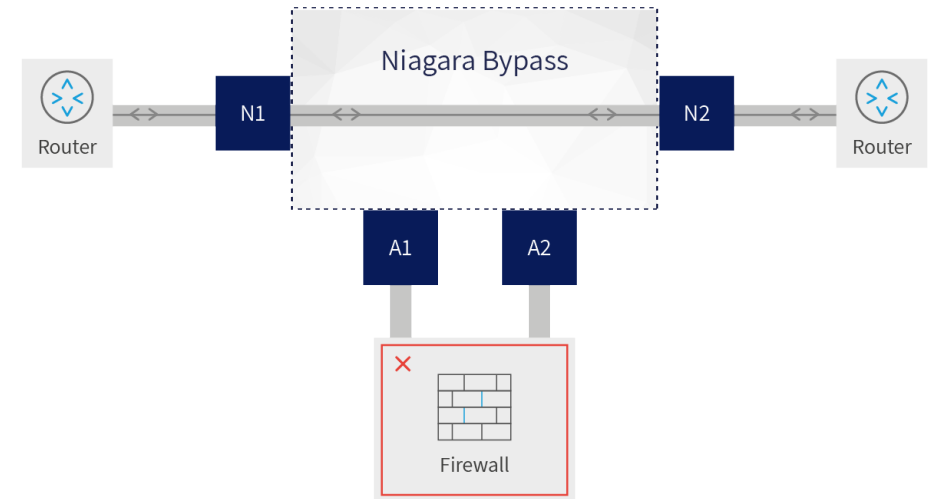 Niagara Bypass
Router
N1
N2
Router
A1
A2
Firewall